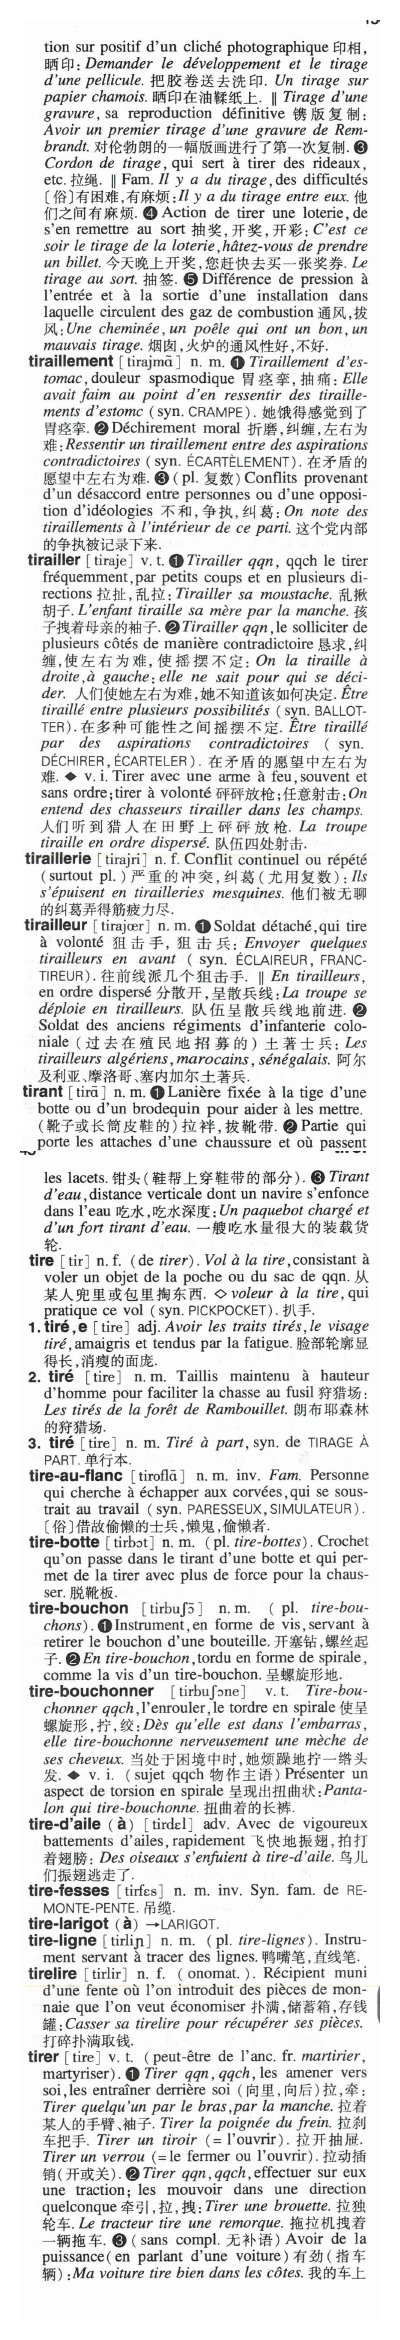 tion sur positif d'un cliché photographique 印相,
晒印: Demander le développement et le tirage
d'une pellicule. 把胶卷送去洗印. Un tirage sur
papier chamois. 晒印在油鞣纸上. ‖ Tirage d'une
gravure, sa reproduction définitive 镌版复制:
Avoir un premier tirage d'une gravure de Rem-
brandt. 对伦勃朗的一幅版画进行了第一次复制. ❸
Cordon de tirage, qui sert à tirer des rideaux,
etc. 拉绳. ‖ Fam. Il y a du tirage, des difficultés
[俗]有困难,有麻烦: Il y a du tirage entre eux. 他
们之间有麻烦. ❹ Action de tirer une loterie, de
s'en remettre au sort 抽奖,开奖,开彩: C'est ce
soir le tirage de la loterie, hâtez-vous de prendre
un billet. 今天晚上开奖,您赶快去买一张奖券. Le
tirage au sort. 抽签. ❺ Différence de pression à
l'entrée et à la sortie d'une installation dans
laquelle circulent des gaz de combustion 通风,拔
风: Une cheminée, un poêle qui ont un bon, un
mauvais tirage. 烟囱,火炉的通风性好,不好.
tiraillement [tirajmɑ̃] n. m. ❶ Tiraillement d'es-
tomac, douleur spasmodique 胃痉挛,抽痛: Elle
avait faim au point d'en ressentir des tiraille-
ments d'estomc (syn. CRAMPE). 她饿得感觉到了
胃痉挛. ❷ Déchirement moral 折磨,纠缠,左右为
难: Ressentir un tiraillement entre des aspirations
contradictoires (syn. ÉCARTÈLEMENT). 在矛盾的
愿望中左右为难. ❸ (pl. 复数) Conflits provenant
d'un désaccord entre personnes ou d'une opposi-
tion d'idéologies 不和,争执,纠葛: On note des
tiraillements à l'intérieur de ce parti. 这个党内部
的争执被记录下来.
tirailler [tiraje] v. t. ❶ Tirailler qqn, qqch le tirer
fréquemment, par petits coups et en plusieurs di-
rections 拉扯,乱拉: Tirailler sa moustache. 乱揪
胡子. L'enfant tiraille sa mère par la manche. 孩
子拽着母亲的袖子. ❷ Tirailler qqn, le solliciter de
plusieurs côtés de manière contradictoire 恳求,纠
缠,使左右为难,使摇摆不定: On la tiraille à
droite, à gauche: elle ne sait pour qui se déci-
der. 人们使她左右为难,她不知道该如何决定. Être
tiraillé entre plusieurs possibilités (syn. BALLOT-
TER). 在多种可能性之间摇摆不定. Être tiraillé
par des aspirations contradictoires (syn.
DÉCHIRER, ÉCARTELER). 在矛盾的愿望中左右为
难. ◆ v. i. Tirer avec une arme à feu, souvent et
sans ordre; tirer à volonté 砰砰放枪;任意射击: On
entend des chasseurs tirailler dans les champs.
人们听到猎人在田野上砰砰放枪. La troupe
tiraille en ordre dispersé. 队伍四处射击.
tiraillerie [tirajri] n. f. Conflit continuel ou répété
(surtout pl.) 严重的冲突,纠葛(尤用复数): Ils
s'épuisent en tirailleries mesquines. 他们被无聊
的纠葛弄得筋疲力尽.
tirailleur [tirajœr] n. m. ❶ Soldat détaché, qui tire
à volonté 狙击手,狙击兵: Envoyer quelques
tirailleurs en avant (syn. ÉCLAIREUR, FRANC-
TIREUR). 往前线派几个狙击手. ‖ En tirailleurs,
en ordre dispersé 分散开,呈散兵线: La troupe se
déploie en tirailleurs. 队伍呈散兵线地前进. ❷
Soldat des anciens régiments d'infanterie colo-
niale (过去在殖民地招募的)土著士兵: Les
tirailleurs algériens, marocains, sénégalais. 阿尔
及利亚、摩洛哥、塞内加尔土著兵.
tirant [tirɑ̃] n. m. ❶ Lanière fixée à la tige d'une
botte ou d'un brodequin pour aider à les mettre.
(靴子或长筒皮鞋的)拉袢,拔靴带. ❷ Partie qui
porte les attaches d'une chaussure et où passent
les lacets. 钳头(鞋帮上穿鞋带的部分). ❸ Tirant
d'eau, distance verticale dont un navire s'enfonce
dans l'eau 吃水,吃水深度: Un paquebot chargé et
d'un fort tirant d'eau. 一艘吃水量很大的装载货
轮.
tire [tir] n. f. (de tirer). Vol à la tire, consistant à
voler un objet de la poche ou du sac de qqn. 从
某人兜里或包里掏东西. ◇ voleur à la tire, qui
pratique ce vol (syn. PICKPOCKET). 扒手.
1. tiré, e [tire] adj. Avoir les traits tirés, le visage
tiré, amaigris et tendus par la fatigue. 脸部轮廓显
得长,消瘦的面庞.
2. tiré [tire] n. m. Taillis maintenu à hauteur
d'homme pour faciliter la chasse au fusil 狩猎场:
Les tirés de la forêt de Rambouillet. 朗布耶森林
的狩猎场.
3. tiré [tire] n. m. Tiré à part, syn. de TIRAGE À
PART. 单行本.
tire-au-flanc [tiroflɑ̃] n. m. inv. Fam. Personne
qui cherche à échapper aux corvées, qui se sous-
trait au travail (syn. PARESSEUX, SIMULATEUR).
[俗]借故偷懒的士兵,懒鬼,偷懒者.
tire-botte [tirbɔt] n. m. (pl. tire-bottes). Crochet
qu'on passe dans le tirant d'une botte et qui per-
met de la tirer avec plus de force pour la chaus-
ser. 脱靴板.
tire-bouchon [tirbuʃɔ̃] n. m. (pl. tire-bou-
chons). ❶ Instrument, en forme de vis, servant à
retirer le bouchon d'une bouteille. 开塞钻,螺丝起
子. ❷ En tire-bouchon, tordu en forme de spirale,
comme la vis d'un tire-bouchon. 呈螺旋形地.
tire-bouchonner [tirbuʃɔne] v. t. Tire-bou-
chonner qqch, l'enrouler, le tordre en spirale 使呈
螺旋形,拧,绞: Dès qu'elle est dans l'embarras,
elle tire-bouchonne nerveusement une mèche de
ses cheveux. 当处于困境中时,她烦躁地拧一绺头
发. ◆ v. i. (sujet qqch 物作主语) Présenter un
aspect de torsion en spirale 呈现出扭曲状: Panta-
lon qui tire-bouchonne. 扭曲着的长裤.
tire-d'aile (à) [tirdɛl] adv. Avec de vigoureux
battements d'ailes, rapidement 飞快地振翅,拍打
着翅膀: Des oiseaux s'enfuient à tire-d'aile. 鸟儿
们振翅逃走了.
tire-fesses [tirfɛs] n. m. inv. Syn. fam. de RE-
MONTE-PENTE. 吊缆.
tire-larigot (à) →LARIGOT.
tire-ligne [tirliɲ] n. m. (pl. tire-lignes). Instru-
ment servant à tracer des lignes. 鸭嘴笔,直线笔.
tirelire [tirlir] n. f. (onomat.). Récipient muni
d'une fente où l'on introduit des pièces de mon-
naie que l'on veut économiser 扑满,储蓄箱,存钱
罐: Casser sa tirelire pour récupérer ses pièces.
打碎扑满取钱.
tirer [tire] v. t. (peut-être de l'anc. fr. martirier,
martyriser). ❶ Tirer qqn, qqch, les amener vers
soi, les entraîner derrière soi (向里,向后)拉,牵:
Tirer quelqu'un par le bras, par la manche. 拉着
某人的手臂、袖子. Tirer la poignée du frein. 拉刹
车把手. Tirer un tiroir (= l'ouvrir). 拉开抽屉.
Tirer un verrou (= le fermer ou l'ouvrir). 拉动插
销(开或关). ❷ Tirer qqn, qqch, effectuer sur eux
une traction; les mouvoir dans une direction
quelconque 牵引,拉,拽: Tirer une brouette. 拉独
轮车. Le tracteur tire une remorque. 拖拉机拽着
一辆拖车. ❸ (sans compl. 无补语) Avoir de la
puissance (en parlant d'une voiture) 有劲(指车
辆): Ma voiture tire bien dans les côtes. 我的车上